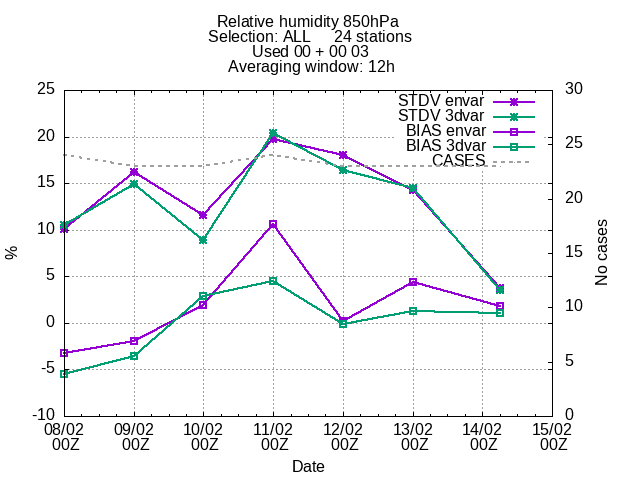 Relative humidity 850hPa
Selection: ALL 24 stations
Used 00 + 00 03
Averaging window: 12h
25
20
15
10
5
0
-5
-10
%
30
25
20
15
10
5
0
No cases
STDV envar
STDV 3dvar
BIAS envar
BIAS 3dvar
CASES
08/02 09/02 10/02 11/02 12/02 13/02 14/02 15/02
00Z 00Z 00Z 00Z 00Z 00Z 00Z 00Z
Date